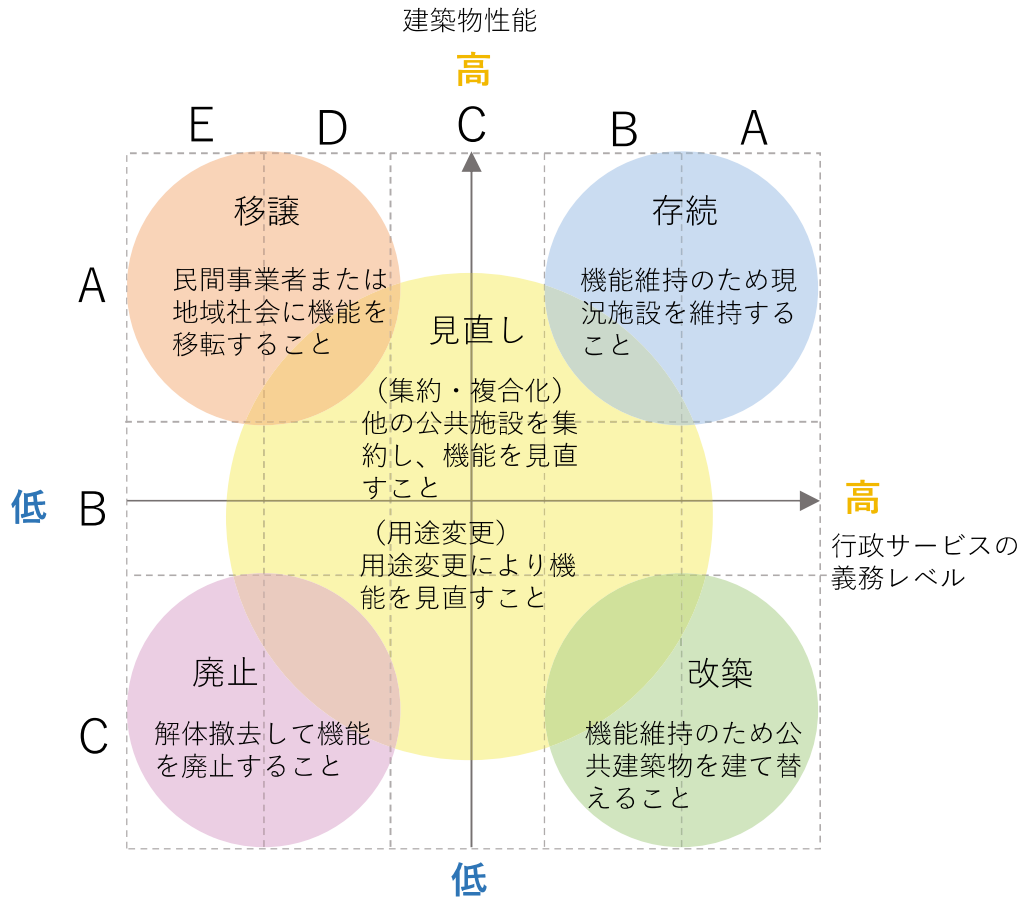 建築物性能
高
E D C B A
A
移譲
民間事業者または
地域社会に機能を
移転すること
存続
機能維持のため現
況施設を維持する
こと
見直し
（集約・複合化）
他の公共施設を集
約し、機能を見直
すこと
（用途変更）
用途変更により機
能を見直すこと
低
B
高
行政サービスの
義務レベル
C
廃止
解体撤去して機能
を廃止すること
改築
機能維持のため公
共建築物を建て替
えること
低